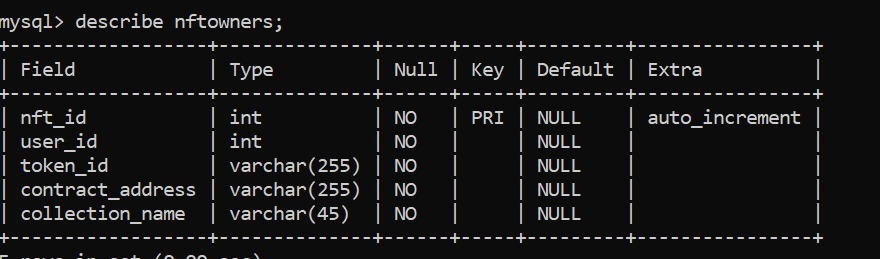 mysql> describe nftowners;
+------------------+--------------+------+-----+---------+----------------+
| Field            | Type         | Null | Key | Default | Extra          |
+------------------+--------------+------+-----+---------+----------------+
| nft_id           | int          | NO   | PRI | NULL    | auto_increment |
| user_id          | int          | NO   |     | NULL    |                |
| token_id         | varchar(255) | NO   |     | NULL    |                |
| contract_address | varchar(255) | NO   |     | NULL    |                |
| collection_name  | varchar(45)  | NO   |     | NULL    |                |
+------------------+--------------+------+-----+---------+----------------+